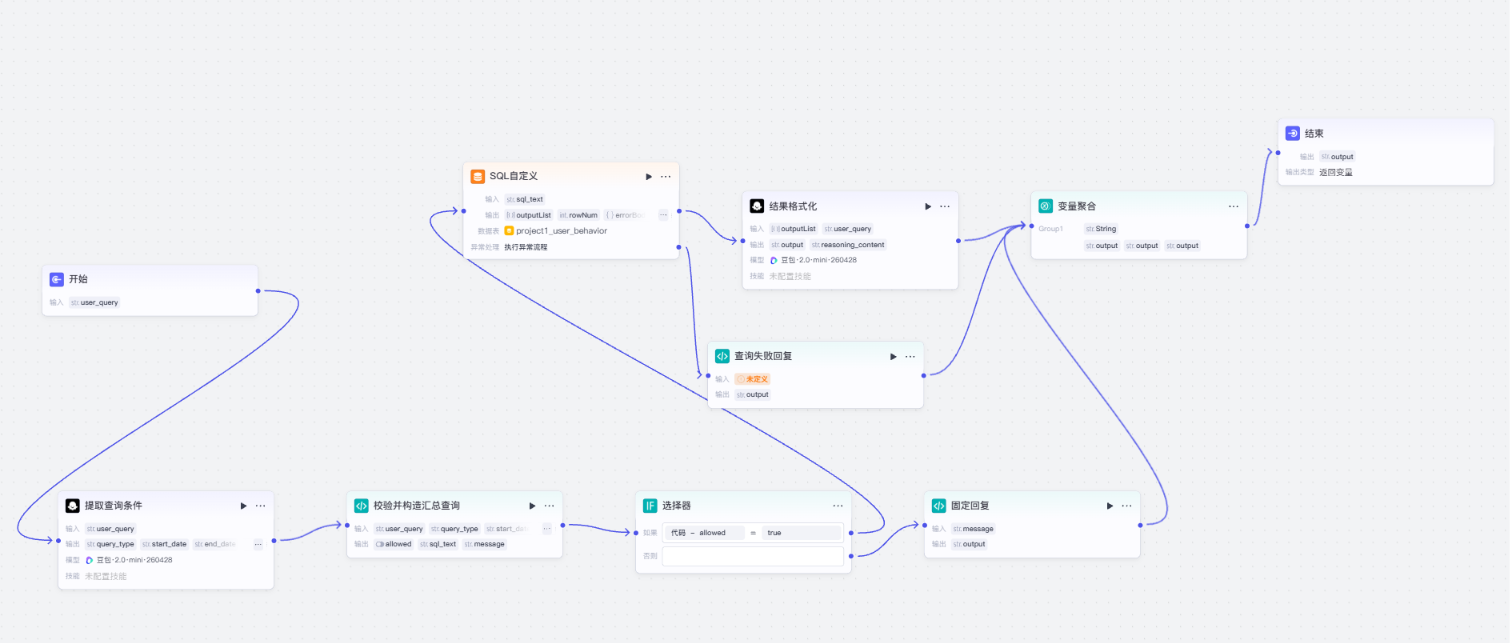 开始
输入 str. user_query
提取查询条件
输入 str. user_query
输出 str. query_type str. start_date str. end_date ...
模型 豆包·2.0·mini·260428
技能 未配置技能
校验并构造汇总查询
输入 str. user_query str. query_type str. start_da ...
输出 allowed str. sql_text str. message
IF 选择器
如果 代码 - allowed = true
否则
SQL自定义
输入 str. sql_text
输出 outputList int. rowNum errorBo ...
数据表 project1_user_behavior
异常处理 执行异常流程
结果格式化
输入 outputList str. user_query
输出 str. output str. reasoning_content
模型 豆包·2.0·mini·260428
技能 未配置技能
查询失败回复
输入 未定义
输出 str. output
固定回复
输入 str. message
输出 str. output
变量聚合
Group1 str. String
str. output str. output str. output
结束
输出 str. output
输出类型 返回变量